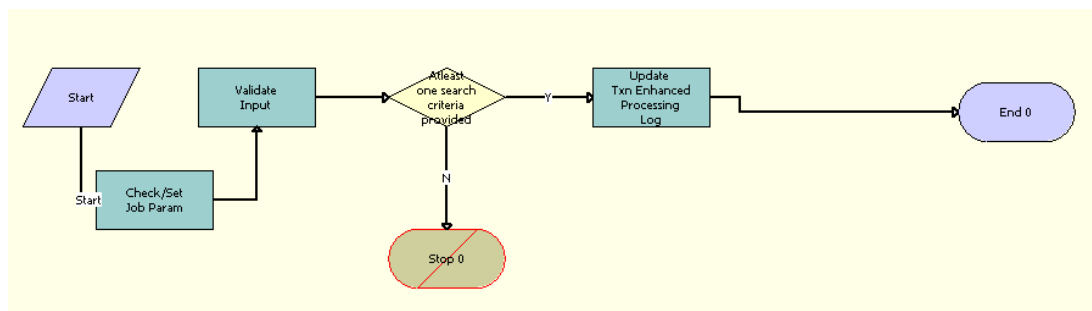 Start
Start
Check/Set
Job Param
Validate
Input
Atleast
one search
criteria
provided
Y
N
Stop 0
Update
Txn Enhanced
Processing
Log
End 0